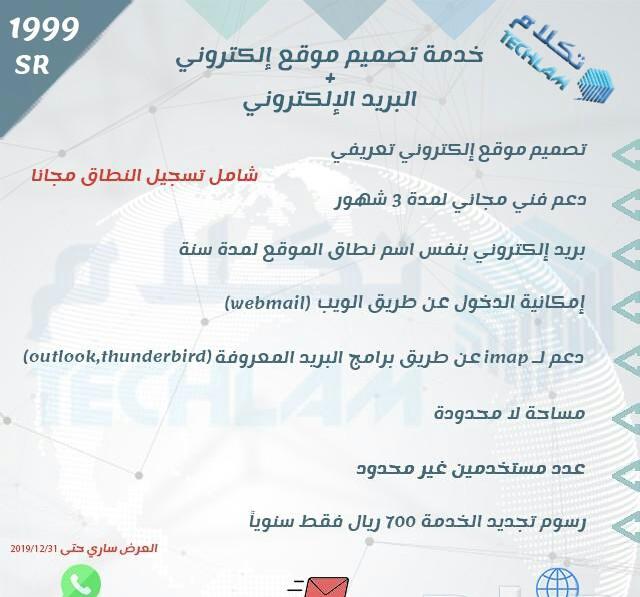 1999
SR
تكلام
TECHLAM
خدمة تصميم موقع إلكتروني
+
البريد الإلكتروني
تصميم موقع إلكتروني تعريفي
شامل تسجيل النطاق مجانا
دعم فني مجاني لمدة 3 شهور
بريد إلكتروني بنفس اسم نطاق الموقع لمدة سنة
إمكانية الدخول عن طريق الويب (webmail)
دعم لـ imap عن طريق برامج البريد المعروفة (outlook,thunderbird)
مساحة لا محدودة
عدد مستخدمين غير محدود
رسوم تجديد الخدمة 700 ريال فقط سنوياً
العرض ساري حتى 2019/12/31
تكلام
TECHLAM